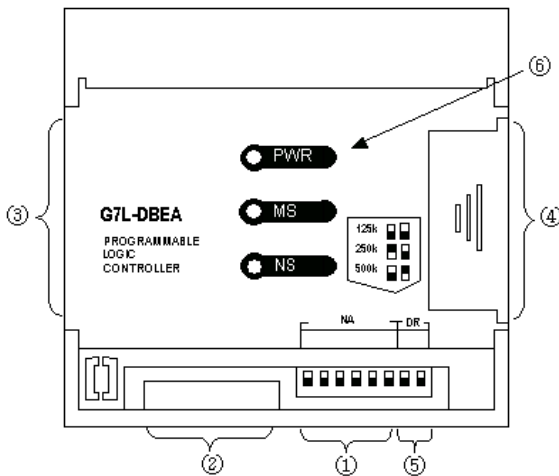 ⑥
PWR
③
④
G7L-DBEA
MS
PROGRAMMABLE
LOGIC
CONTROLLER
125k
250k
500k
NS
NA
DR
②
①
⑤